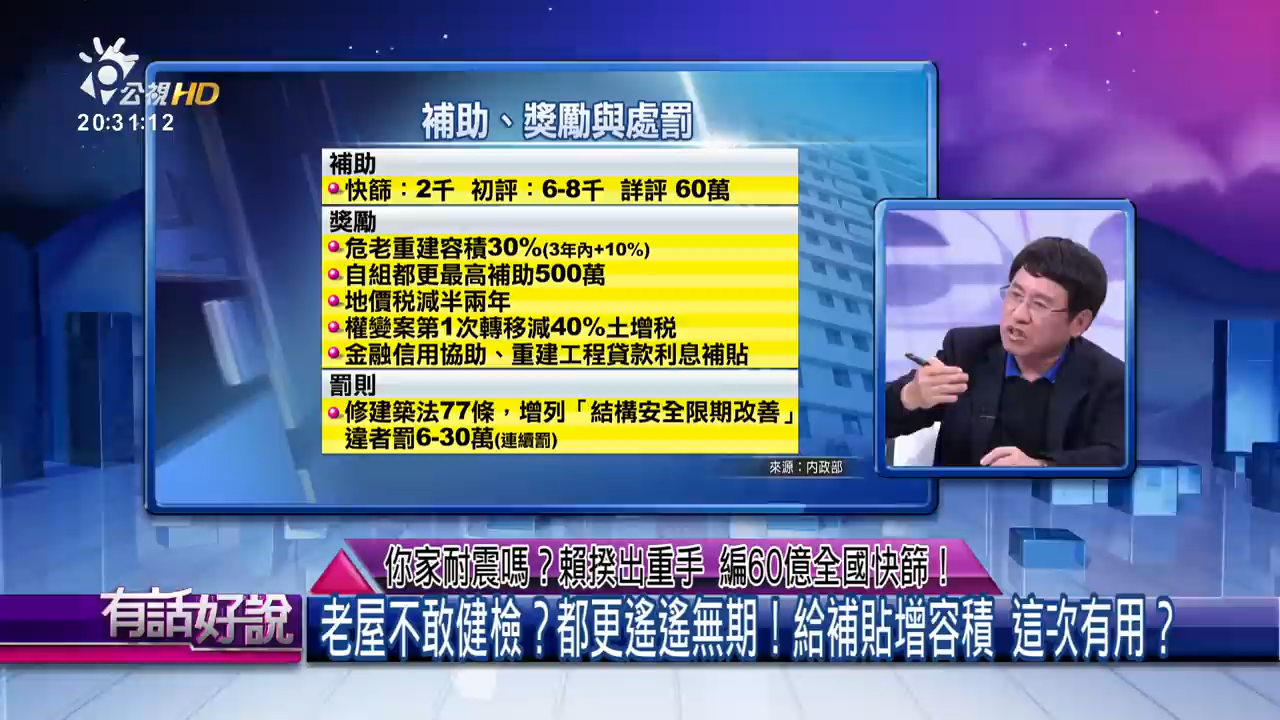 公視HD
20:31:12
補助、獎勵與處罰
補助
快篩：2千 初評：6-8千 詳評 60萬
獎勵
危老重建容積30%(3年內+10%)
自組都更最高補助500萬
地價稅減半兩年
權變案第1次轉移減40%土增稅
金融信用協助、重建工程貸款利息補貼
罰則
修建築法77條，增列「結構安全限期改善」
違者罰6-30萬(連續罰)
來源：內政部
你家耐震嗎？賴揆出重手 編60億全國快篩！
有話好說
老屋不敢健檢？都更遙遙無期！給補貼增容積 這次有用？